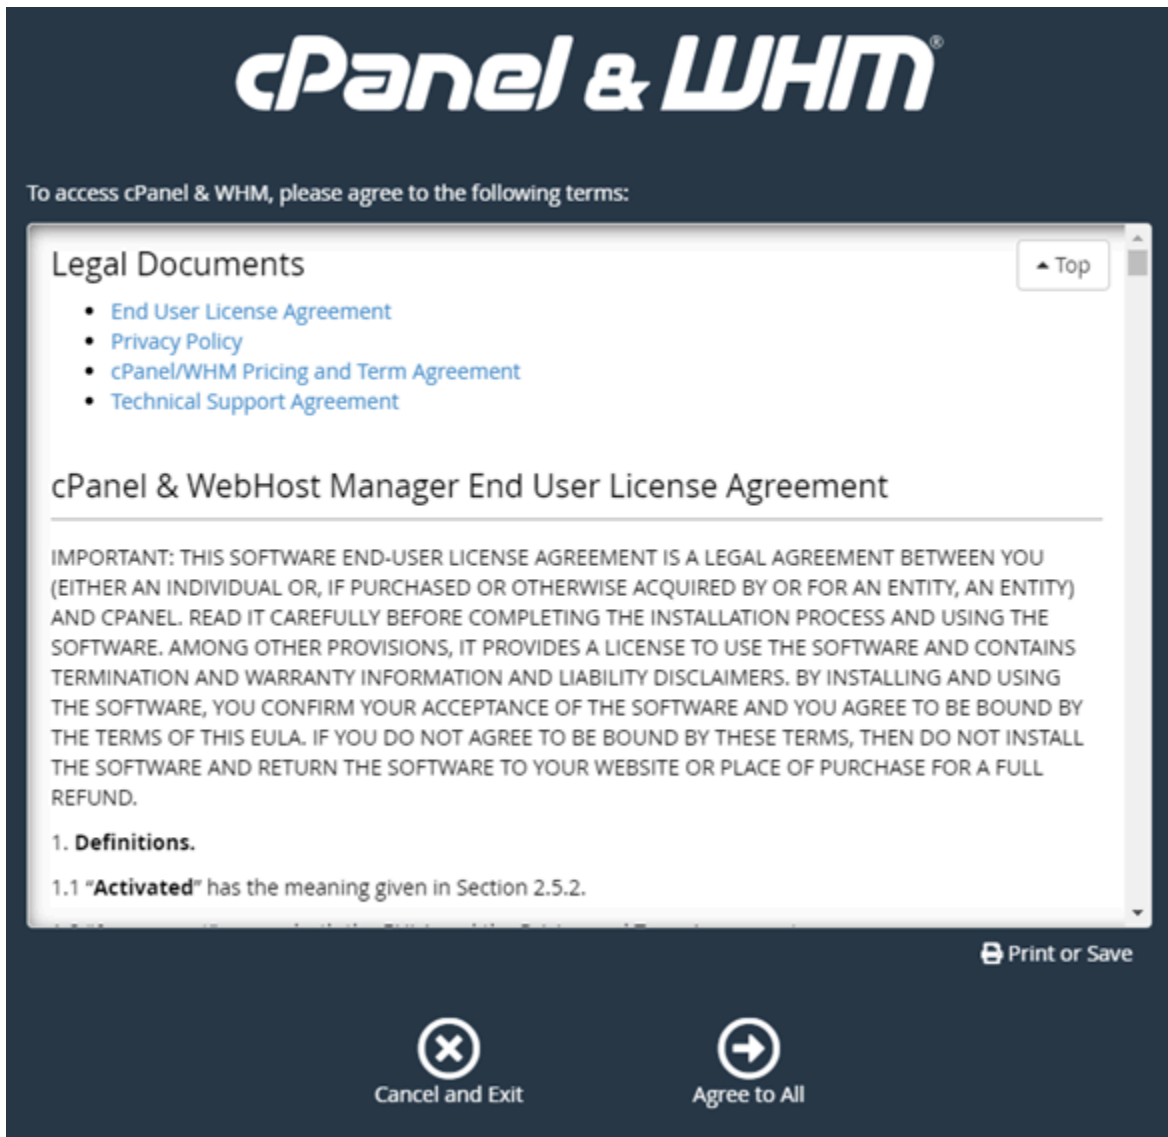 cPanel & WHM®
To access cPanel & WHM, please agree to the following terms:
Legal Documents
Top
End User License Agreement
Privacy Policy
cPanel/WHM Pricing and Term Agreement
Technical Support Agreement
cPanel & WebHost Manager End User License Agreement
IMPORTANT: THIS SOFTWARE END-USER LICENSE AGREEMENT IS A LEGAL AGREEMENT BETWEEN YOU
(EITHER AN INDIVIDUAL OR, IF PURCHASED OR OTHERWISE ACQUIRED BY OR FOR AN ENTITY, AN ENTITY)
AND CPANEL. READ IT CAREFULLY BEFORE COMPLETING THE INSTALLATION PROCESS AND USING THE
SOFTWARE. AMONG OTHER PROVISIONS, IT PROVIDES A LICENSE TO USE THE SOFTWARE AND CONTAINS
TERMINATION AND WARRANTY INFORMATION AND LIABILITY DISCLAIMERS. BY INSTALLING AND USING
THE SOFTWARE, YOU CONFIRM YOUR ACCEPTANCE OF THE SOFTWARE AND YOU AGREE TO BE BOUND BY
THE TERMS OF THIS EULA. IF YOU DO NOT AGREE TO BE BOUND BY THESE TERMS, THEN DO NOT INSTALL
THE SOFTWARE AND RETURN THE SOFTWARE TO YOUR WEBSITE OR PLACE OF PURCHASE FOR A FULL
REFUND.
1. Definitions.
1.1 “Activated” has the meaning given in Section 2.5.2.
Print or Save
Cancel and Exit
Agree to All